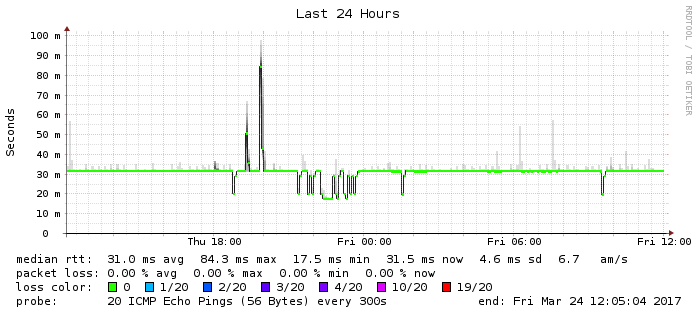 Last 24 Hours
RRDTOOL / TOBI OETIKER
Seconds
100 m
90 m
80 m
70 m
60 m
50 m
40 m
30 m
20 m
10 m
0
Thu 18:00 Fri 00:00 Fri 06:00 Fri 12:00
median rtt: 31.0 ms avg 84.3 ms max 17.5 ms min 31.5 ms now 4.6 ms sd 6.7 am/s
packet loss: 0.00 % avg 0.00 % max 0.00 % min 0.00 % now
loss color: 0 1/20 2/20 3/20 4/20 10/20 19/20
probe: 20 ICMP Echo Pings (56 Bytes) every 300s end: Fri Mar 24 12:05:04 2017